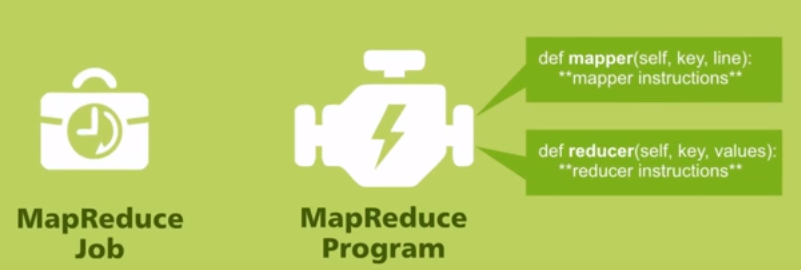 MapReduce
Job
MapReduce
Program
def mapper(self, key, line):
**mapper instructions**
def reducer(self, key, values):
**reducer instructions**